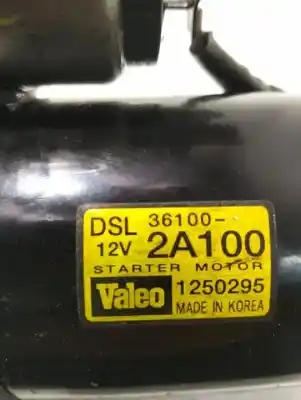 DSL 36100-
12V 2A100
STARTER MOTOR
Valeo 1250295
MADE IN KOREA